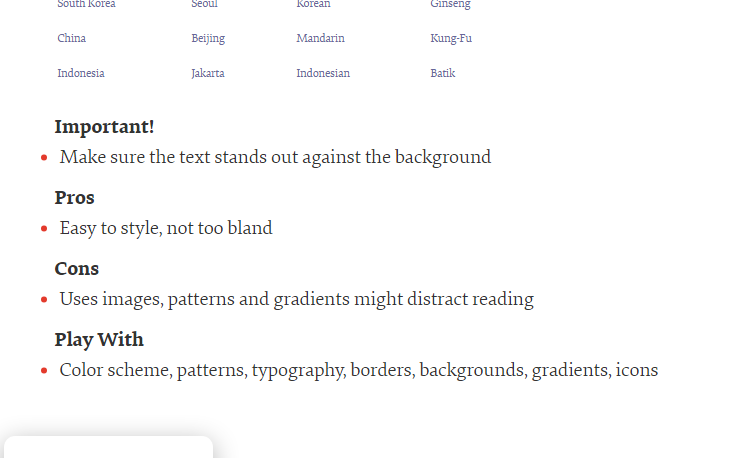 South Korea Seoul Korean Ginseng
China Beijing Mandarin Kung-Fu
Indonesia Jakarta Indonesian Batik
Important!
Make sure the text stands out against the background
Pros
Easy to style, not too bland
Cons
Uses images, patterns and gradients might distract reading
Play With
Color scheme, patterns, typography, borders, backgrounds, gradients, icons